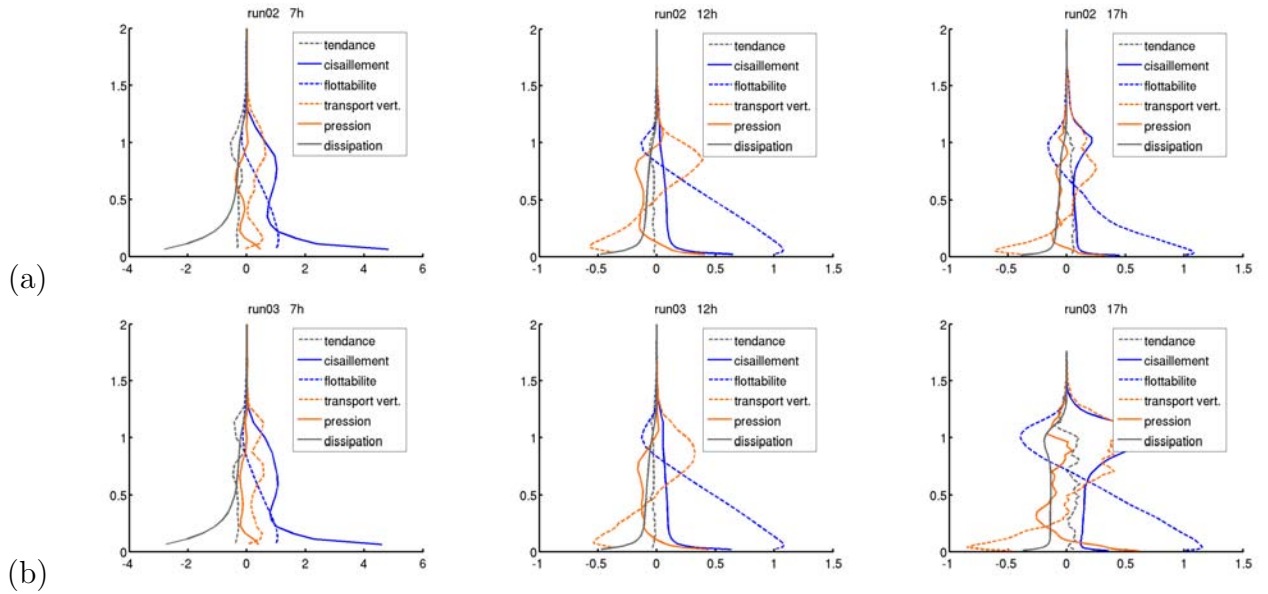 run02 7h
2
1.5
1
0.5
0
-4 -2 0 2 4 6
tendance
cisaillement
flottabilite
transport vert.
pression
dissipation
run02 12h
2
1.5
1
0.5
0
-1 -0.5 0 0.5 1 1.5
tendance
cisaillement
flottabilite
transport vert.
pression
dissipation
run02 17h
2
1.5
1
0.5
0
-1 -0.5 0 0.5 1 1.5
tendance
cisaillement
flottabilite
transport vert.
pression
dissipation
(a)
run03 7h
2
1.5
1
0.5
0
-4 -2 0 2 4 6
tendance
cisaillement
flottabilite
transport vert.
pression
dissipation
run03 12h
2
1.5
1
0.5
0
-1 -0.5 0 0.5 1 1.5
tendance
cisaillement
flottabilite
transport vert.
pression
dissipation
run03 17h
2
1.5
1
0.5
0
-1 -0.5 0 0.5 1 1.5
tendance
cisaillement
flottabilite
transport vert.
pression
dissipation
(b)